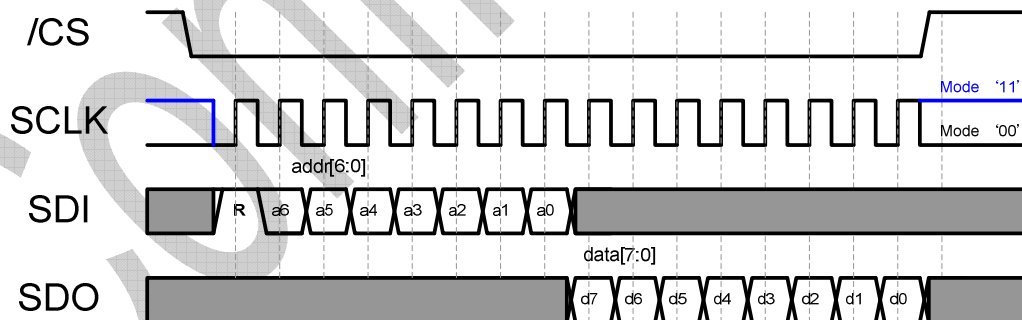 /CS
Mode '11'
SCLK
Mode '00'
addr[6:0]
SDI R a6 a5 a4 a3 a2 a1 a0
data[7:0]
SDO d7 d6 d5 d4 d3 d2 d1 d0